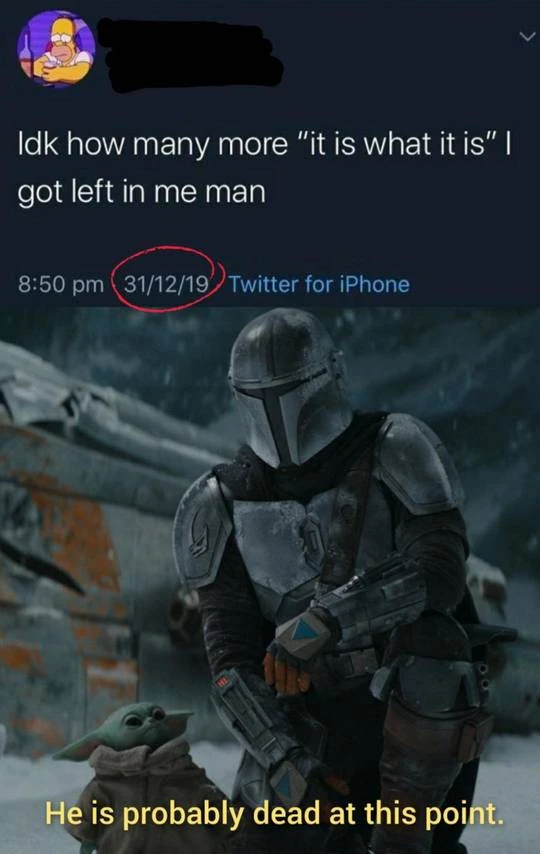 Idk how many more "it is what it is" I
got left in me man
8:50 pm 31/12/19 Twitter for iPhone
He is probably dead at this point.